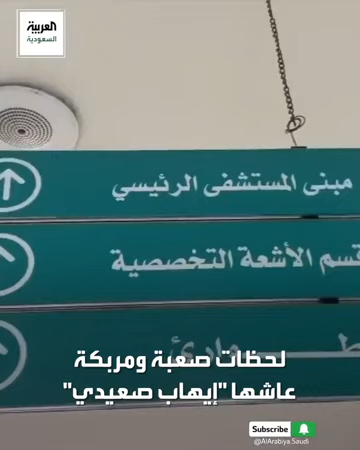 العربية
السعودية
مبنى المستشفى الرئيسي
قسم الأشعة التخصصية
لحظات صعبة ومربكة
عاشها "إيهاب صعيدي"
Subscribe
@AlArabiya.Saudi